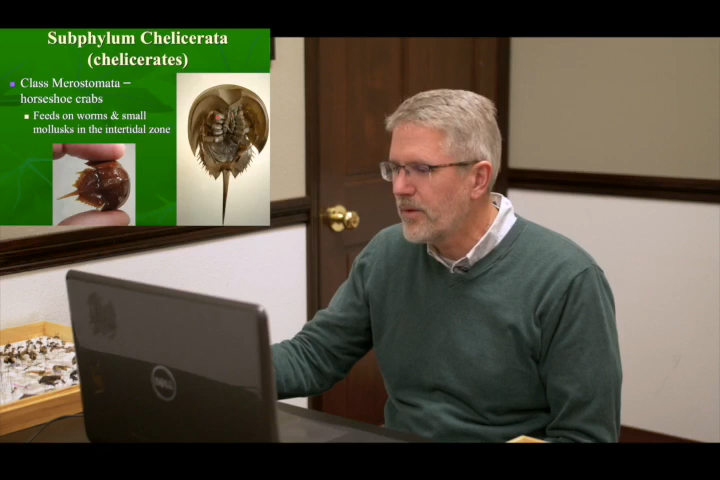 Subphylum Chelicerata
(chelicerates)
Class Merostomata –
horseshoe crabs
Feeds on worms & small
mollusks in the intertidal zone
DELL